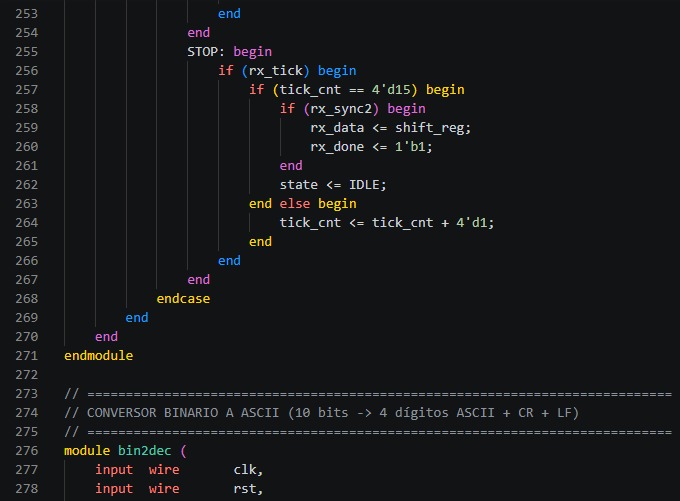 253 end
254 end
255 STOP: begin
256 if (rx_tick) begin
257 if (tick_cnt == 4'd15) begin
258 if (rx_sync2) begin
259 rx_data <= shift_reg;
260 rx_done <= 1'b1;
261 end
262 state <= IDLE;
263 end else begin
264 tick_cnt <= tick_cnt + 4'd1;
265 end
266 end
267 end
268 endcase
269 end
270 end
271 endmodule
272
273 // ============================================================================
274 // CONVERSOR BINARIO A ASCII (10 bits -> 4 dígitos ASCII + CR + LF)
275 // ============================================================================
276 module bin2dec (
277 input wire clk,
278 input wire rst,